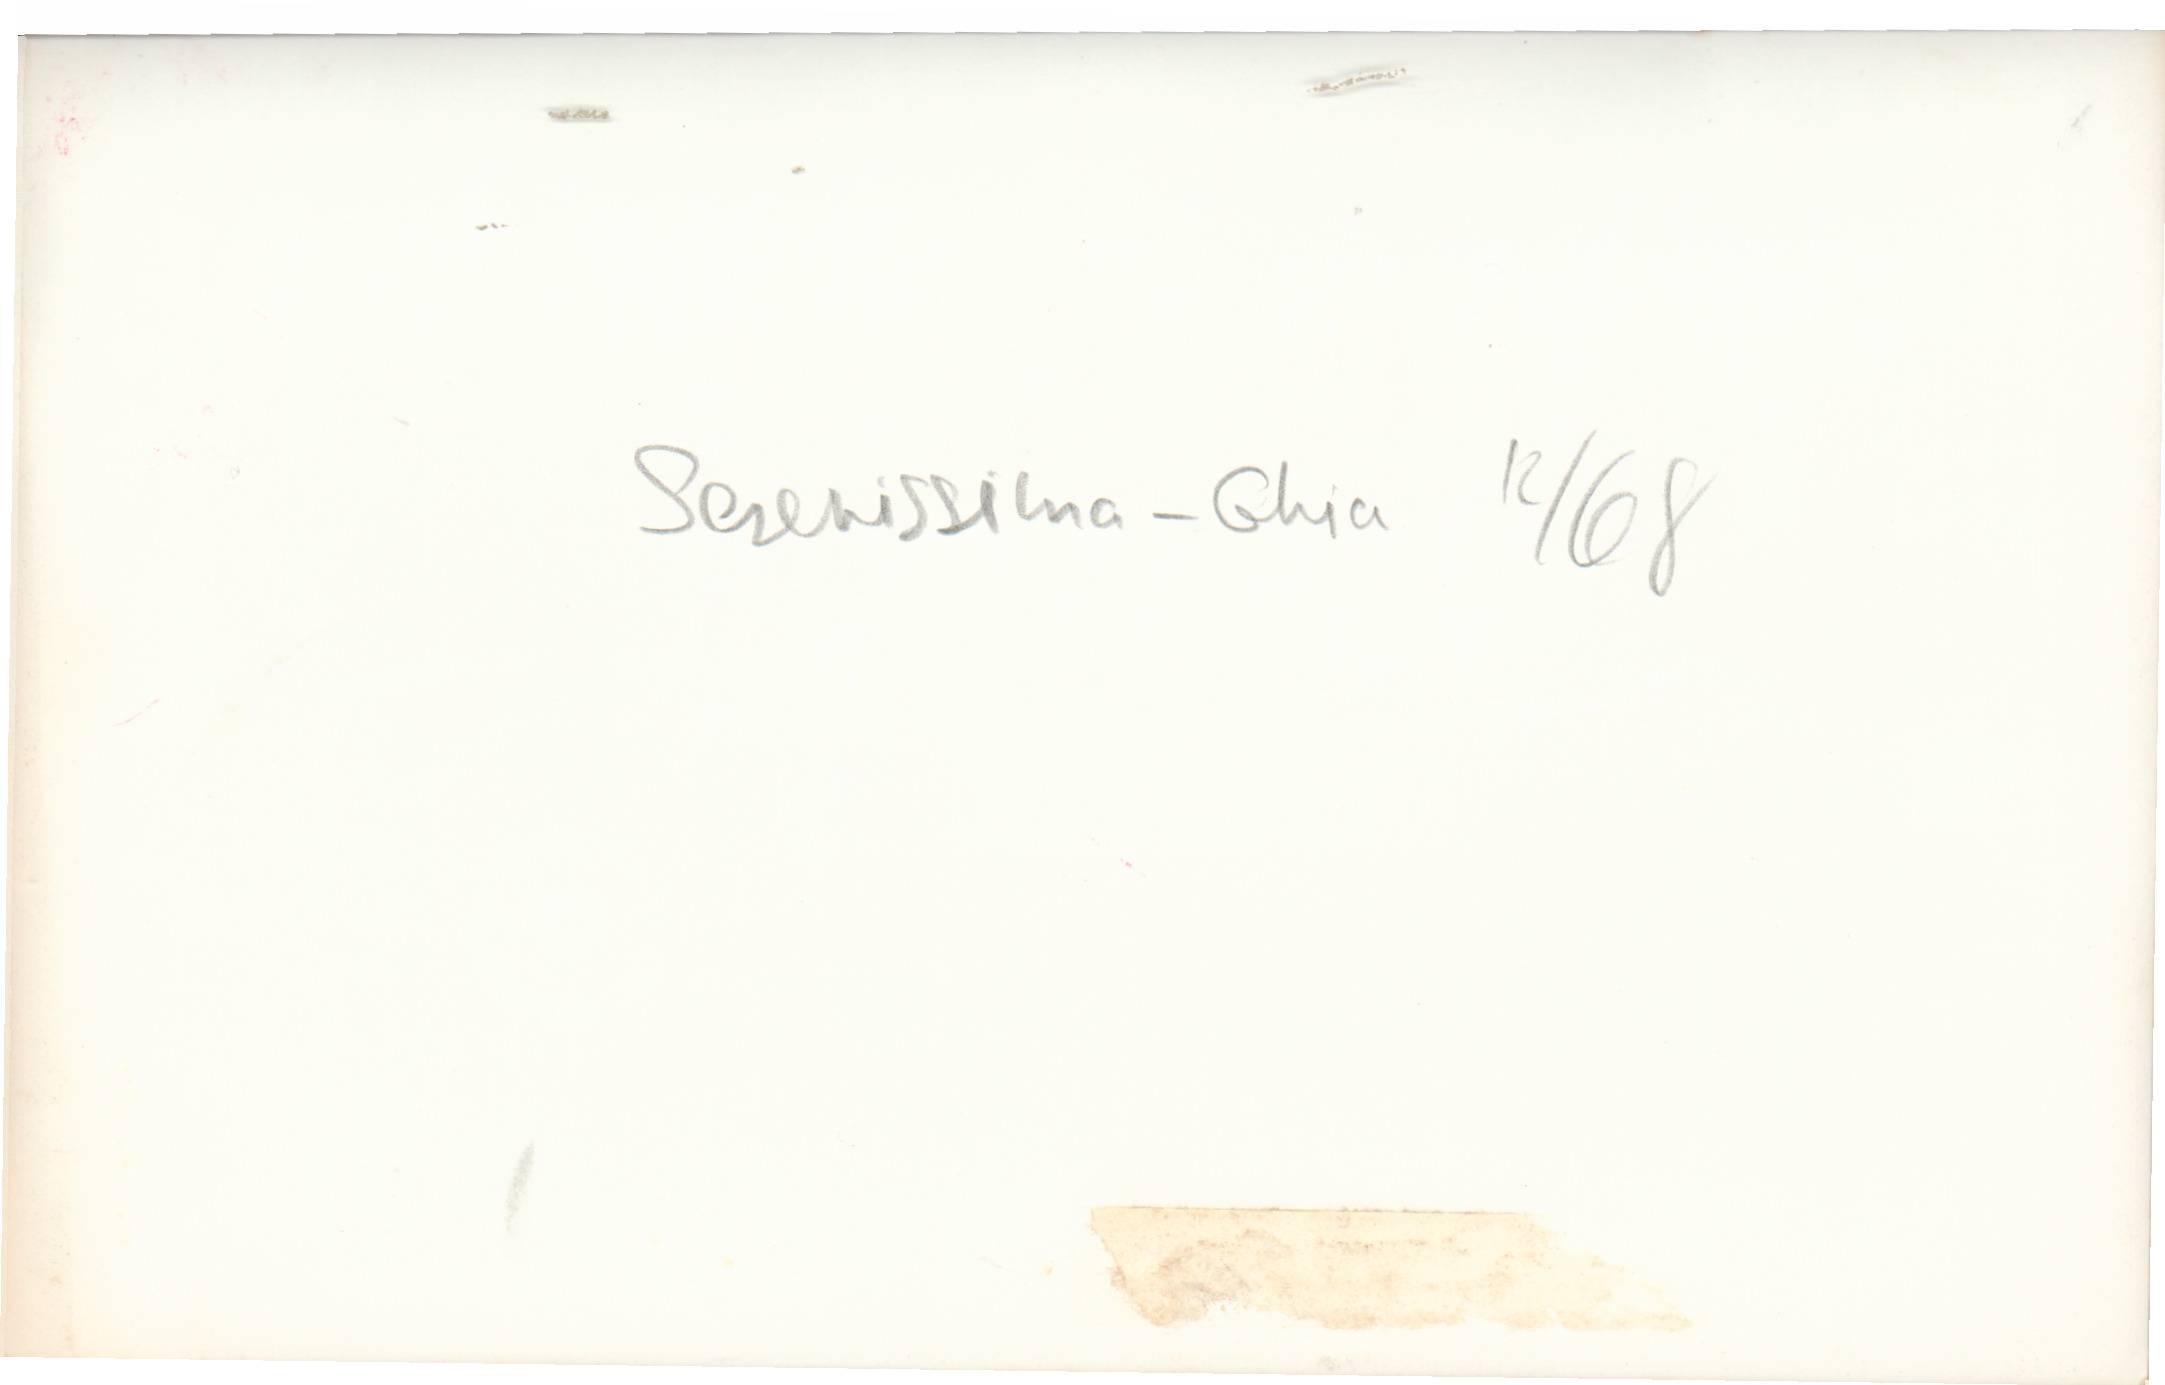 Serenissima - Ghia 12/68